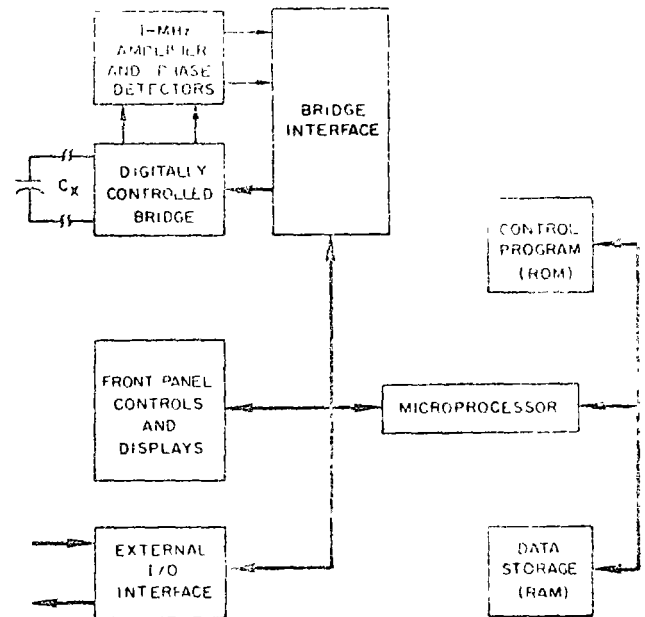 1-MHz
AMPLIFIER
AND PHASE
DETECTORS
BRIDGE
INTERFACE
Cx
DIGITALLY
CONTROLLED
BRIDGE
CONTROL
PROGRAM
(ROM)
FRONT PANEL
CONTROLS
AND
DISPLAYS
MICROPROCESSOR
EXTERNAL
I/O
INTERFACE
DATA
STORAGE
(RAM)